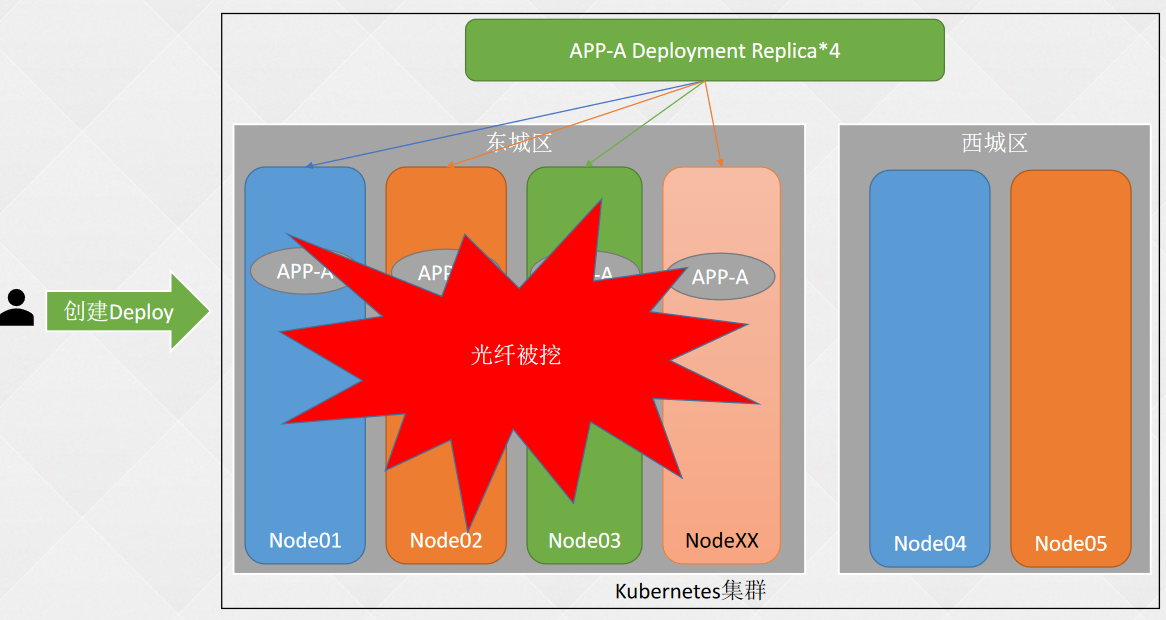 APP-A Deployment Replica*4
东城区
西城区
APP-A
APP
-A
APP-A
创建Deploy
光纤被挖
Node01
Node02
Node03
NodeXX
Node04
Node05
Kubernetes集群